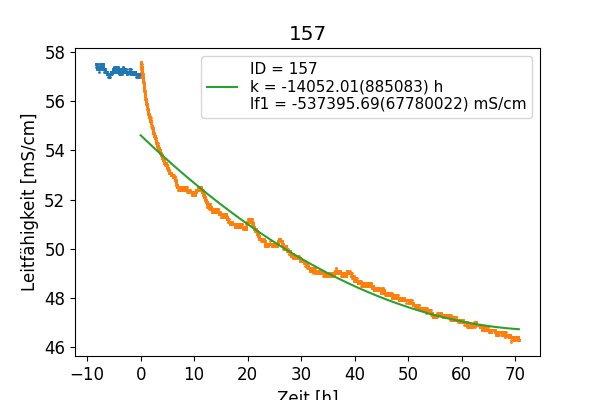 157
58
56
54
52
50
48
46
Leitfähigkeit [mS/cm]
ID = 157
k = -14052.01(885083) h
lf1 = -537395.69(67780022) mS/cm
−10 0 10 20 30 40 50 60 70
Zeit [h]